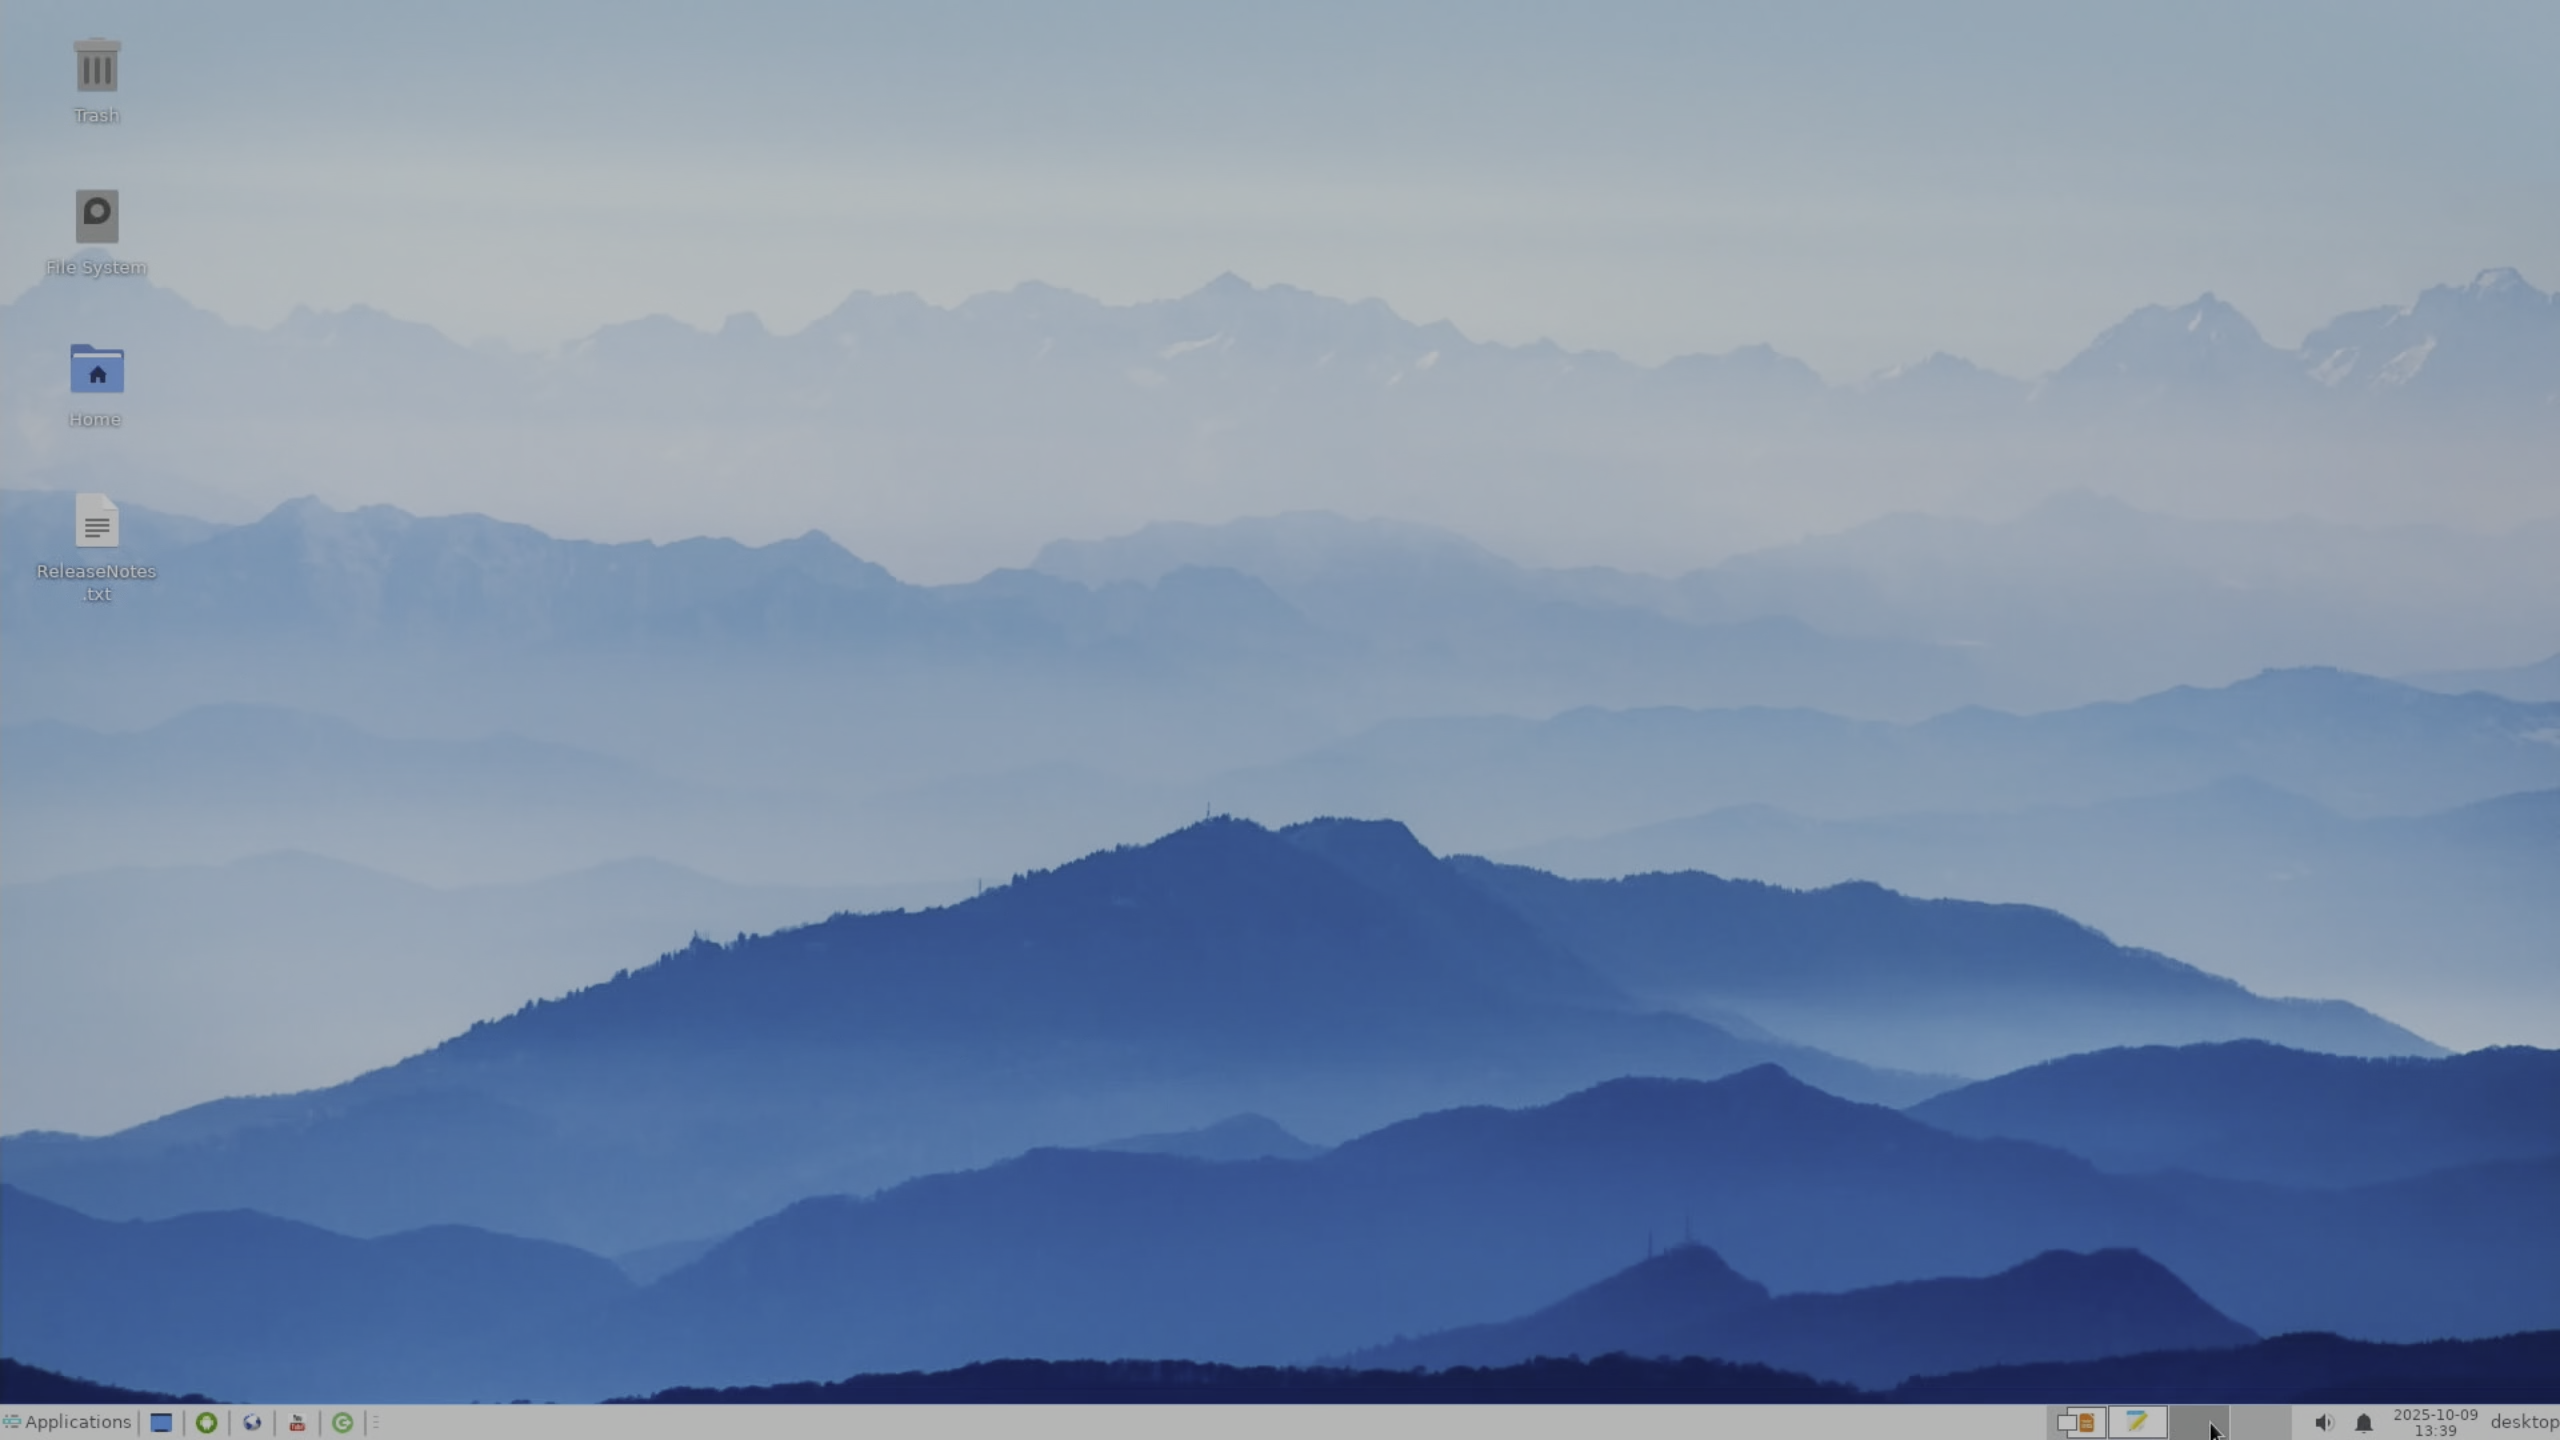 Trash
File System
Home
ReleaseNotes
.txt
Applications
2025-10-09
13:39
desktop